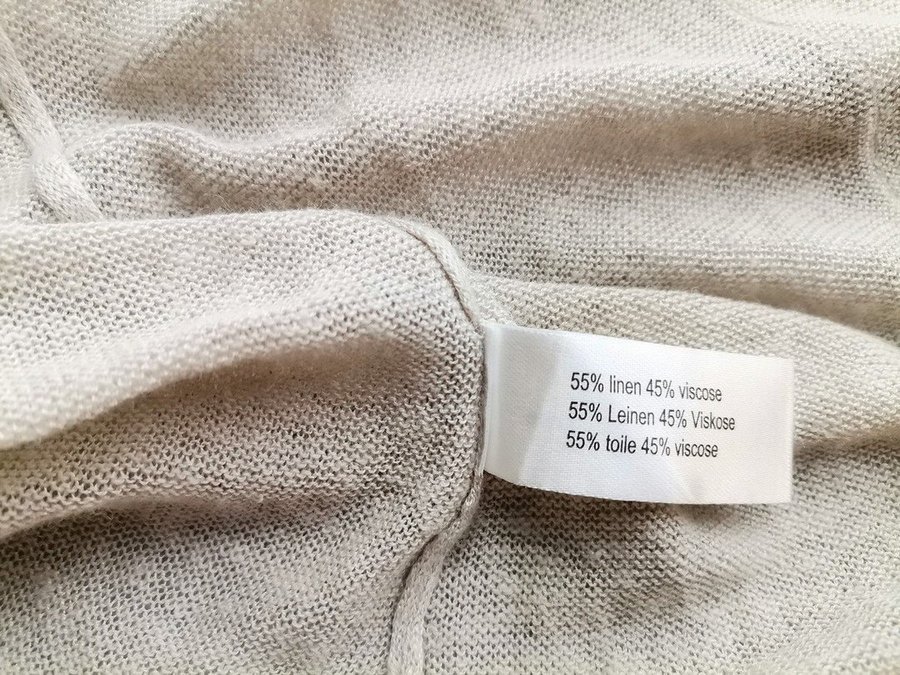 55% linen 45% viscose
55% Leinen 45% Viskose
55% toile 45% viscose